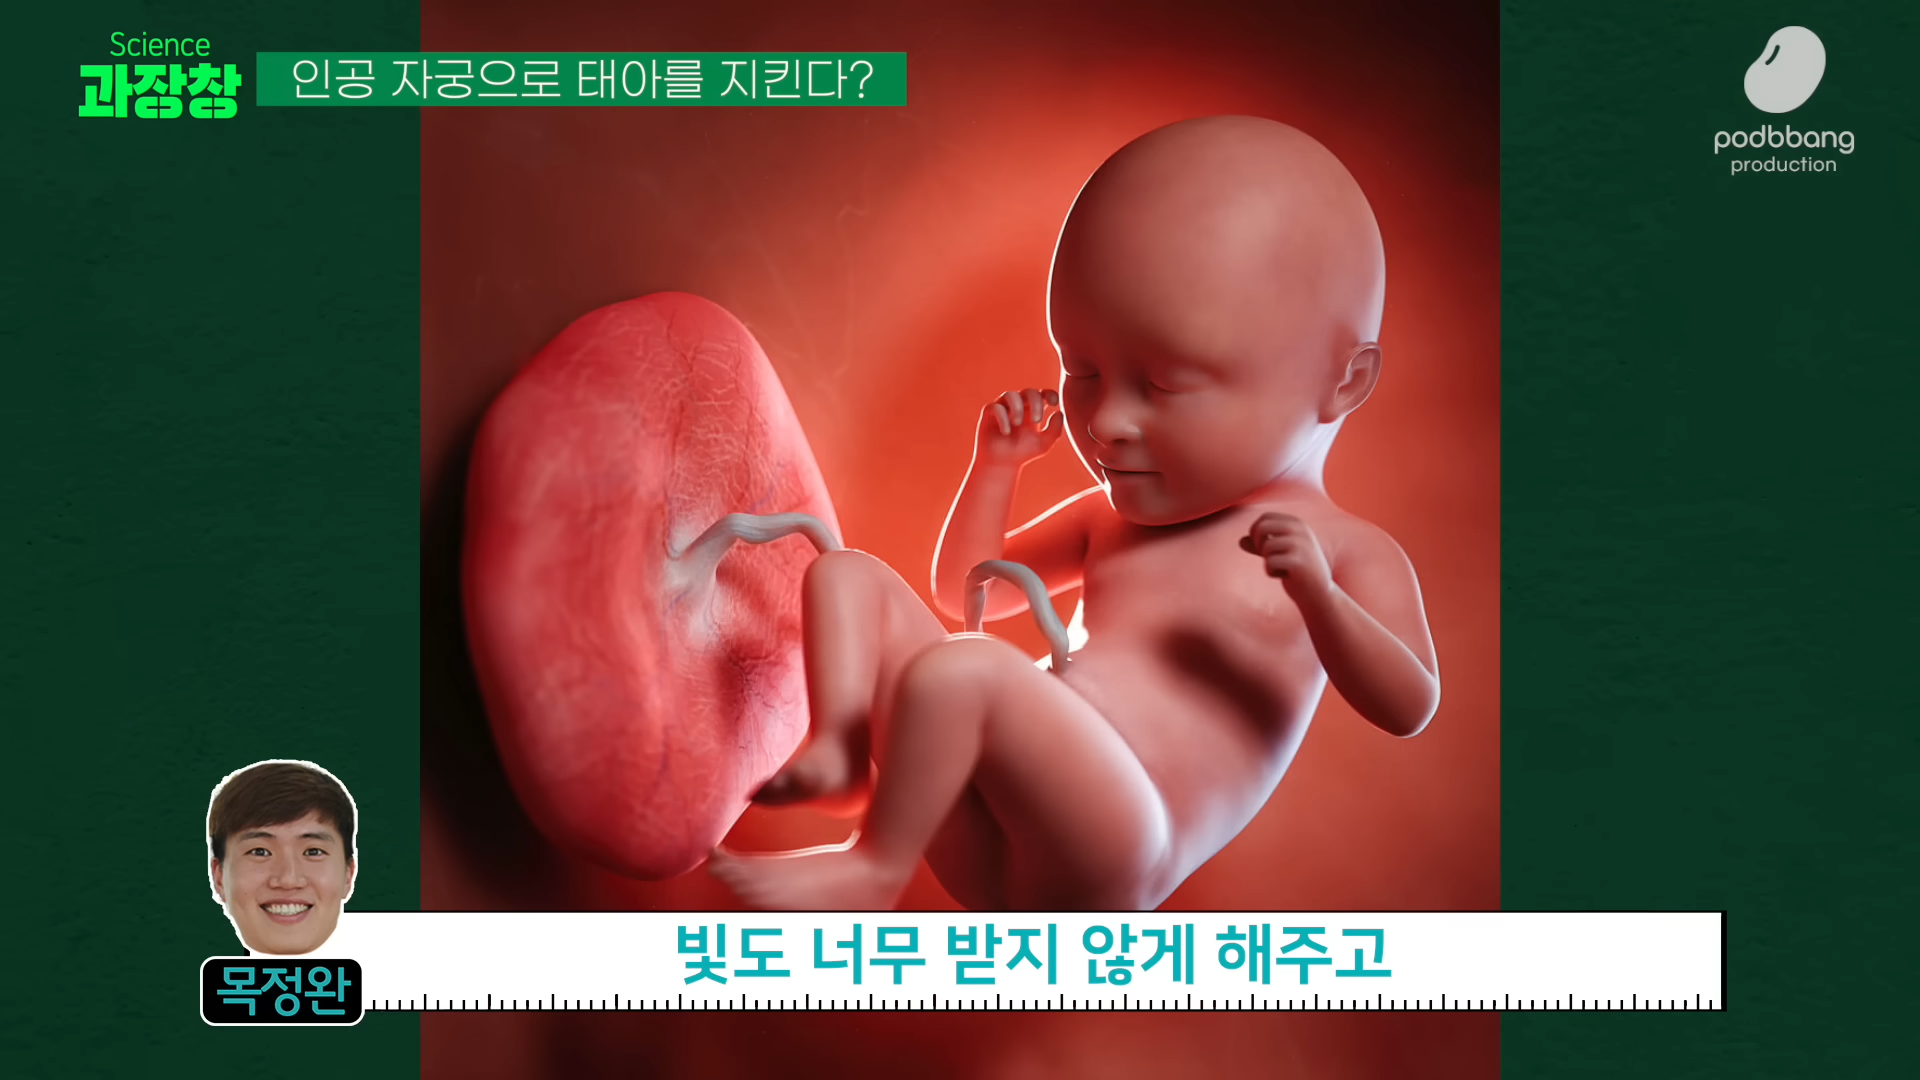 Science
과장창
인공 자궁으로 태아를 지킨다?
podbbang
production
빛도 너무 받지 않게 해주고
목정완